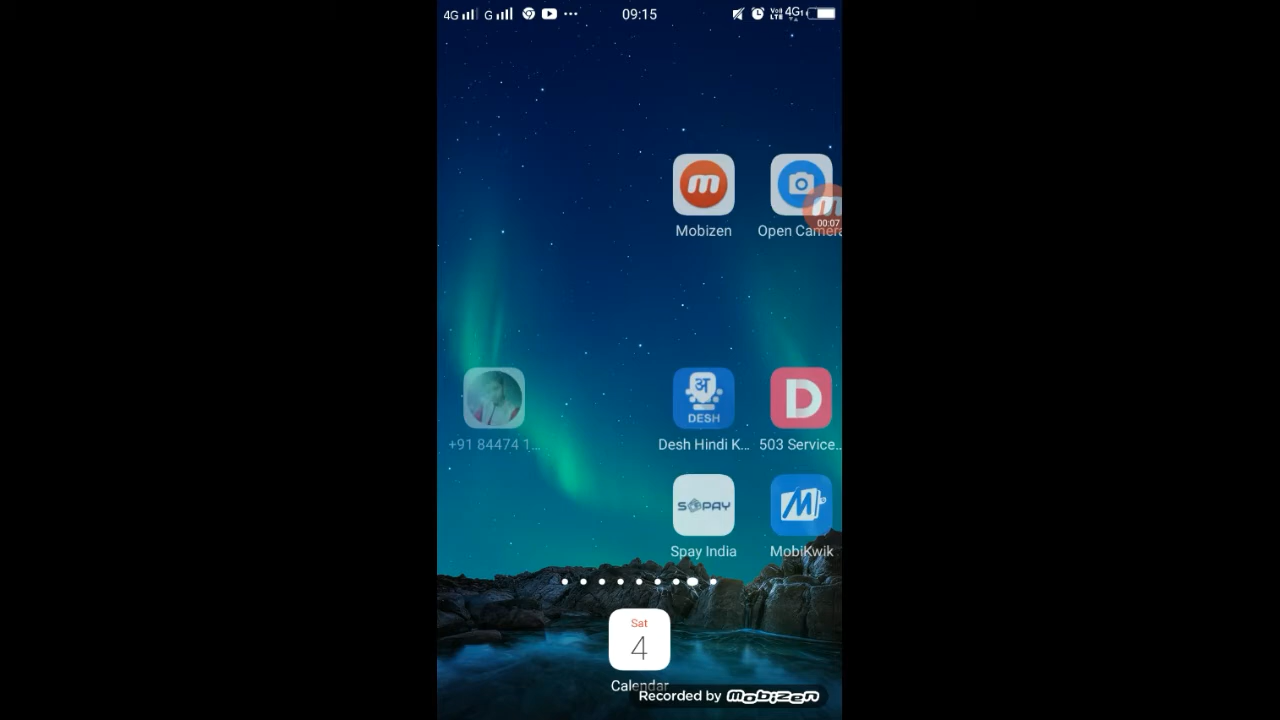 4G G 09:15 VoLTE 4G
m
Mobizen Open Camera
00:07
अ
DESH D
+91 84474 1... Desh Hindi K... 503 Service...
SPAY M
Spay India MobiKwik
Sat
4
Calendar
Recorded by mobizen